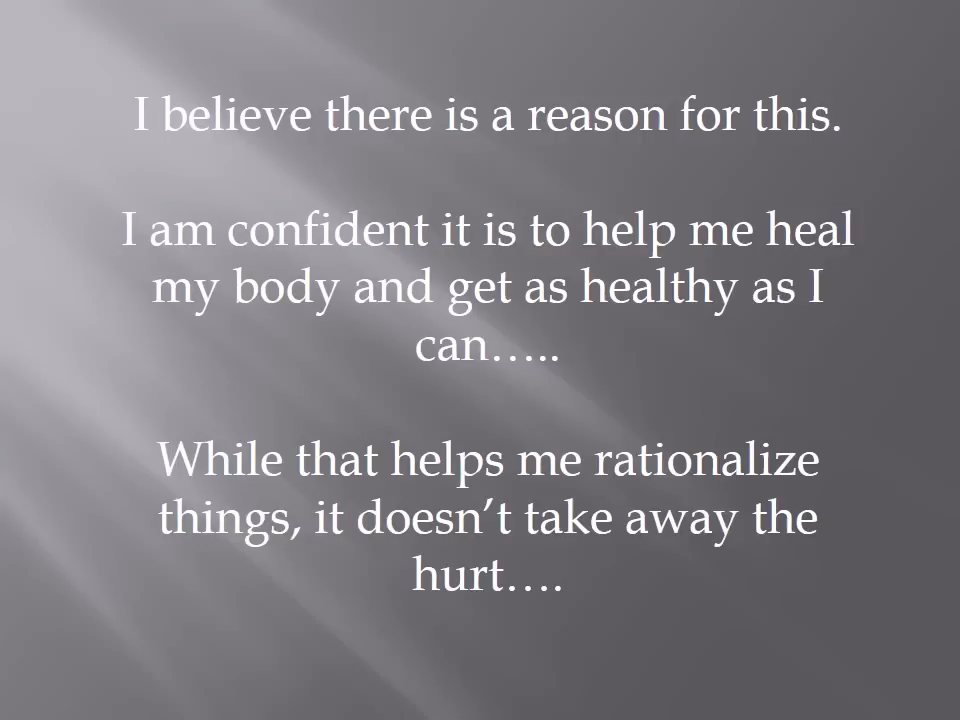 I believe there is a reason for this.
I am confident it is to help me heal
my body and get as healthy as I
can…..
While that helps me rationalize
things, it doesn’t take away the
hurt….